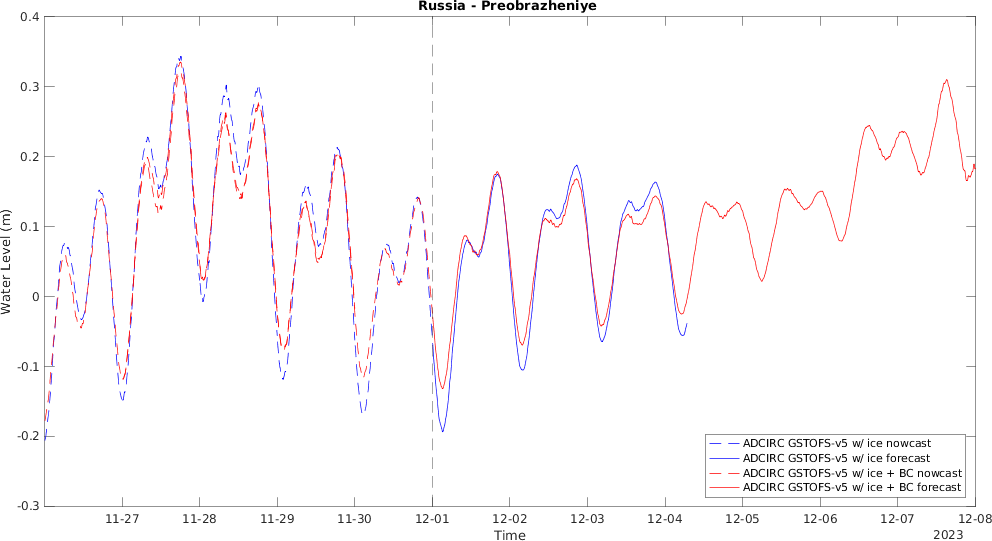 Russia - Preobrazheniye
0.4
0.3
0.2
0.1
0
-0.1
-0.2
-0.3
Water Level (m)
11-27 11-28 11-29 11-30 12-01 12-02 12-03 12-04 12-05 12-06 12-07 12-08
Time
2023
ADCIRC GSTOFS-v5 w/ ice nowcast
ADCIRC GSTOFS-v5 w/ ice forecast
ADCIRC GSTOFS-v5 w/ ice + BC nowcast
ADCIRC GSTOFS-v5 w/ ice + BC forecast